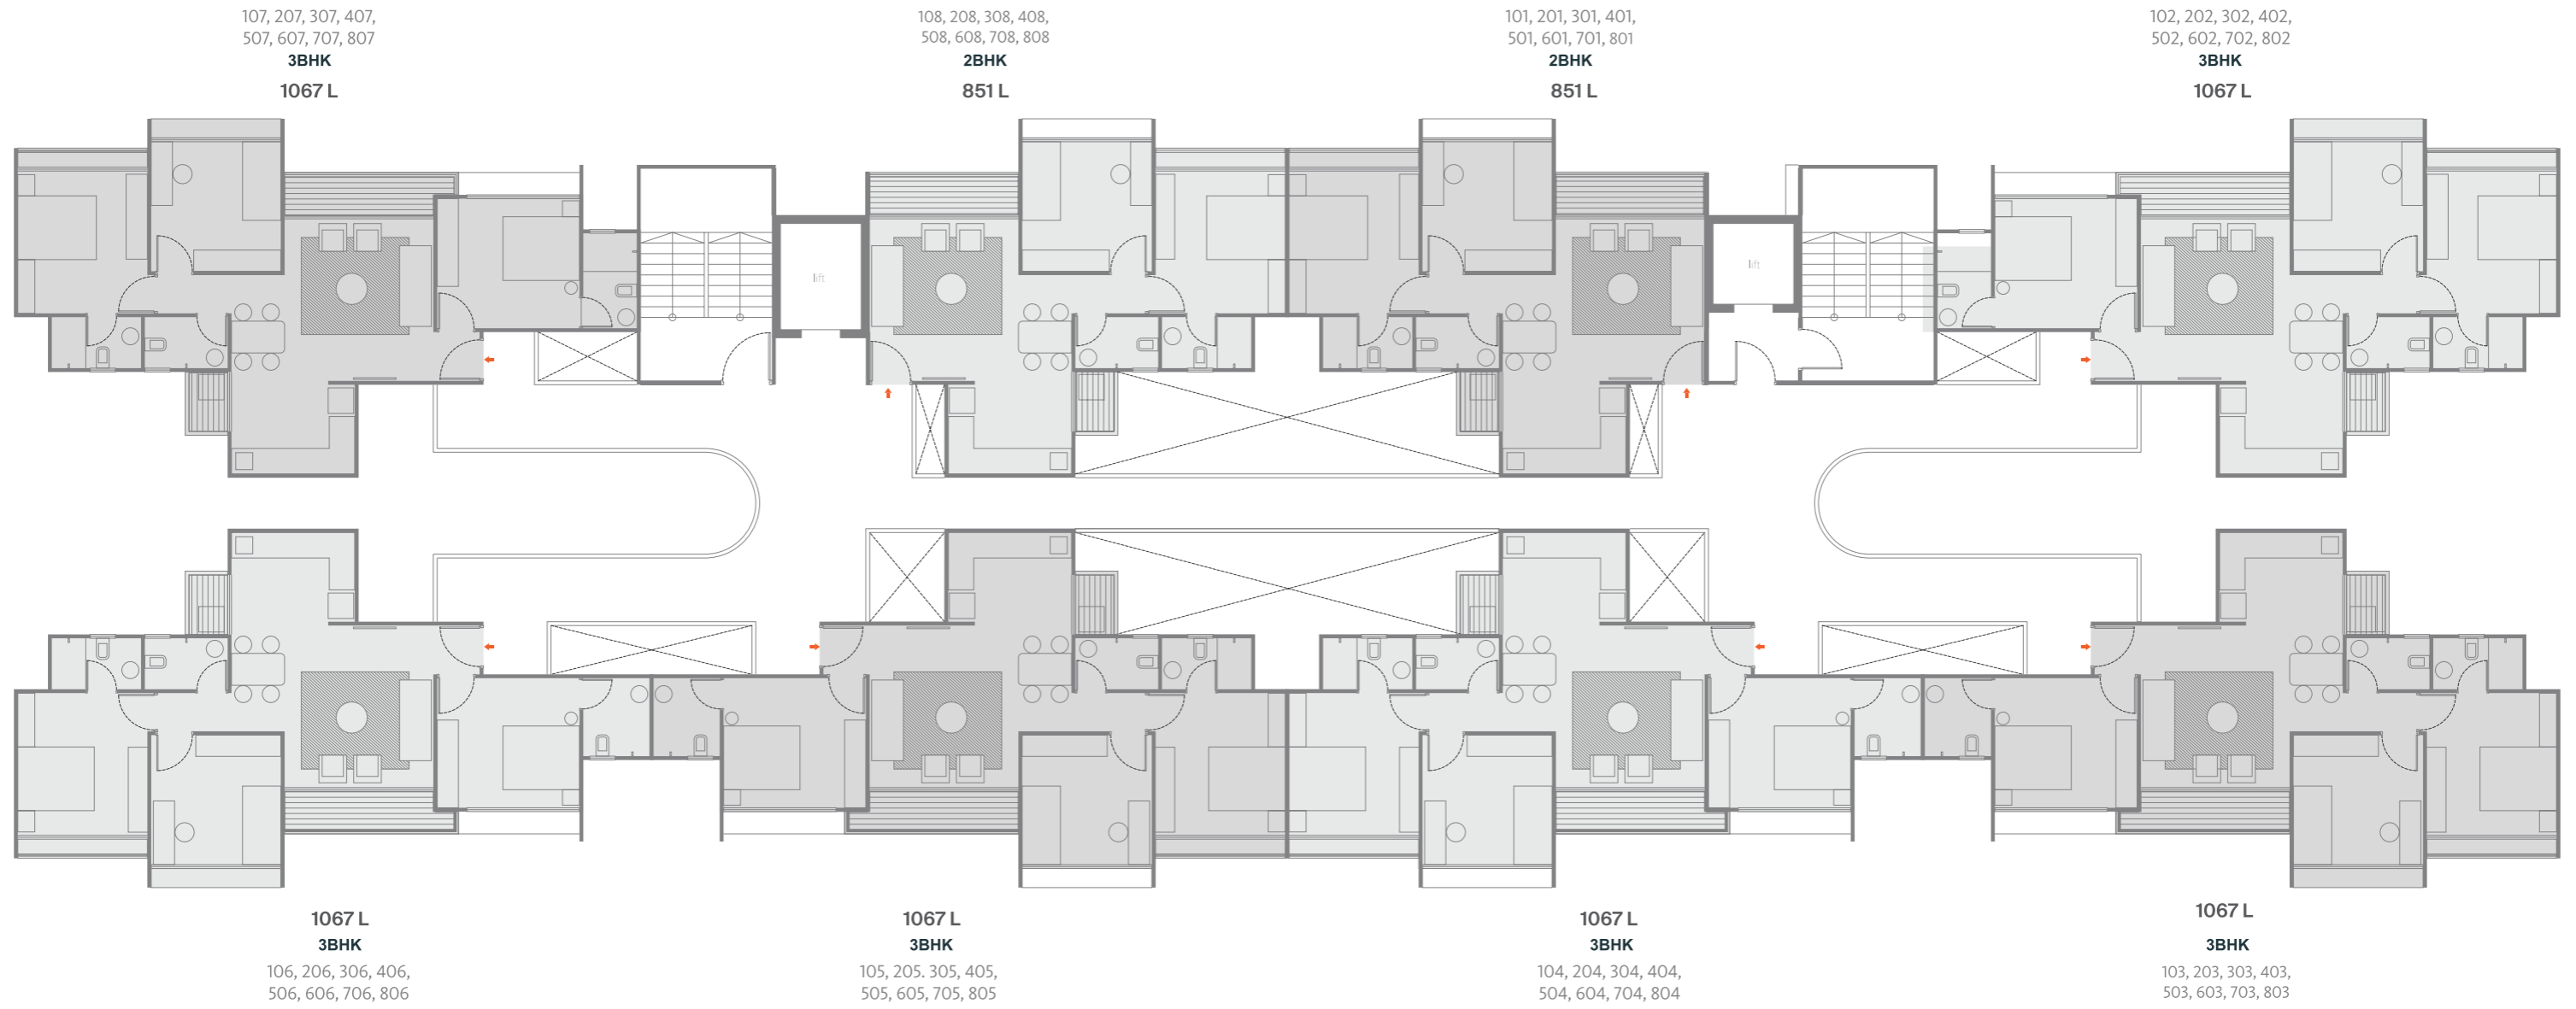 107, 207, 307, 407,
507, 607, 707, 807
3BHK
1067 L
108, 208, 308, 408,
508, 608, 708, 808
2BHK
851 L
101, 201, 301, 401,
501, 601, 701, 801
2BHK
851 L
102, 202, 302, 402,
502, 602, 702, 802
3BHK
1067 L
lift
lift
1067 L
3BHK
106, 206, 306, 406,
506, 606, 706, 806
1067 L
3BHK
105, 205. 305, 405,
505, 605, 705, 805
1067 L
3BHK
104, 204, 304, 404,
504, 604, 704, 804
1067 L
3BHK
103, 203, 303, 403,
503, 603, 703, 803